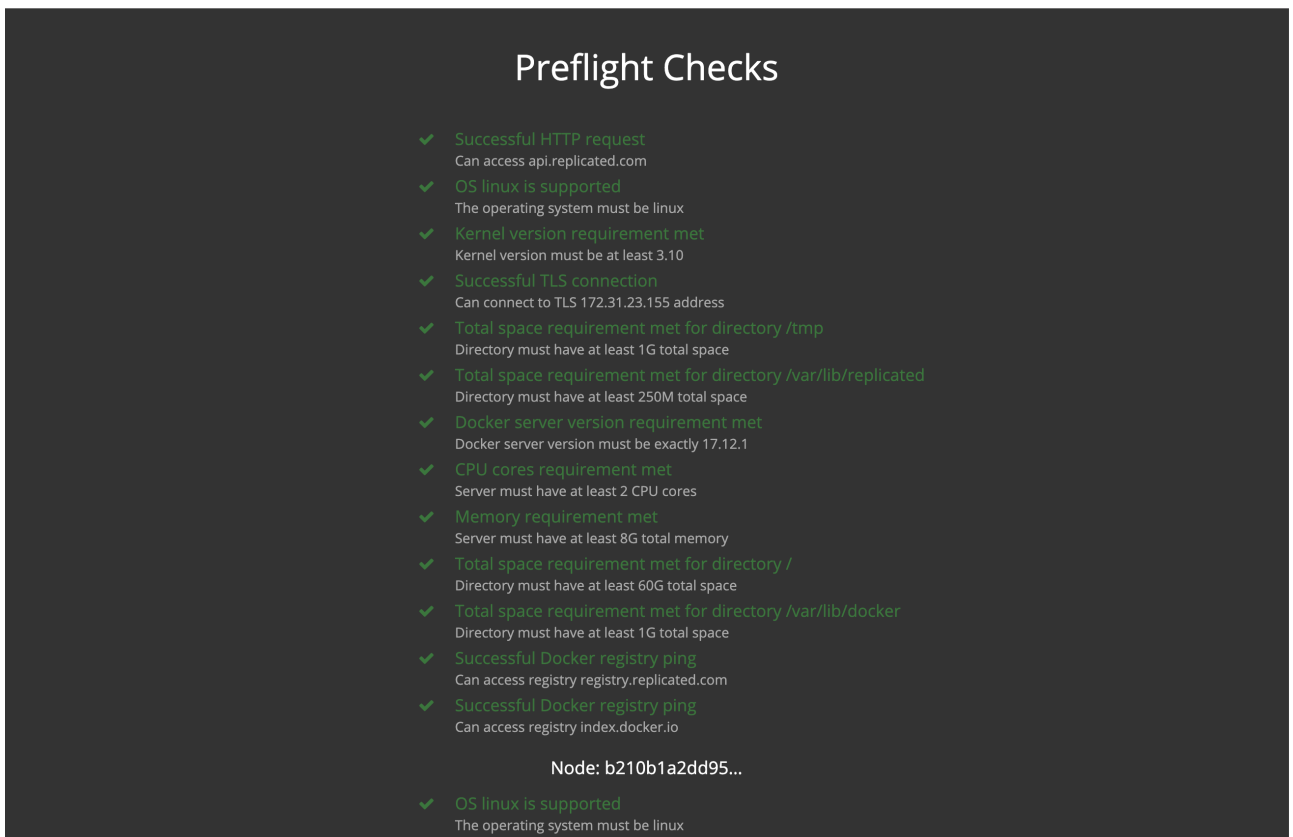 Preflight Checks
Successful HTTP request
Can access api.replicated.com
OS linux is supported
The operating system must be linux
Kernel version requirement met
Kernel version must be at least 3.10
Successful TLS connection
Can connect to TLS 172.31.23.155 address
Total space requirement met for directory /tmp
Directory must have at least 1G total space
Total space requirement met for directory /var/lib/replicated
Directory must have at least 250M total space
Docker server version requirement met
Docker server version must be exactly 17.12.1
CPU cores requirement met
Server must have at least 2 CPU cores
Memory requirement met
Server must have at least 8G total memory
Total space requirement met for directory /
Directory must have at least 60G total space
Total space requirement met for directory /var/lib/docker
Directory must have at least 1G total space
Successful Docker registry ping
Can access registry registry.replicated.com
Successful Docker registry ping
Can access registry index.docker.io
Node: b210b1a2dd95...
OS linux is supported
The operating system must be linux